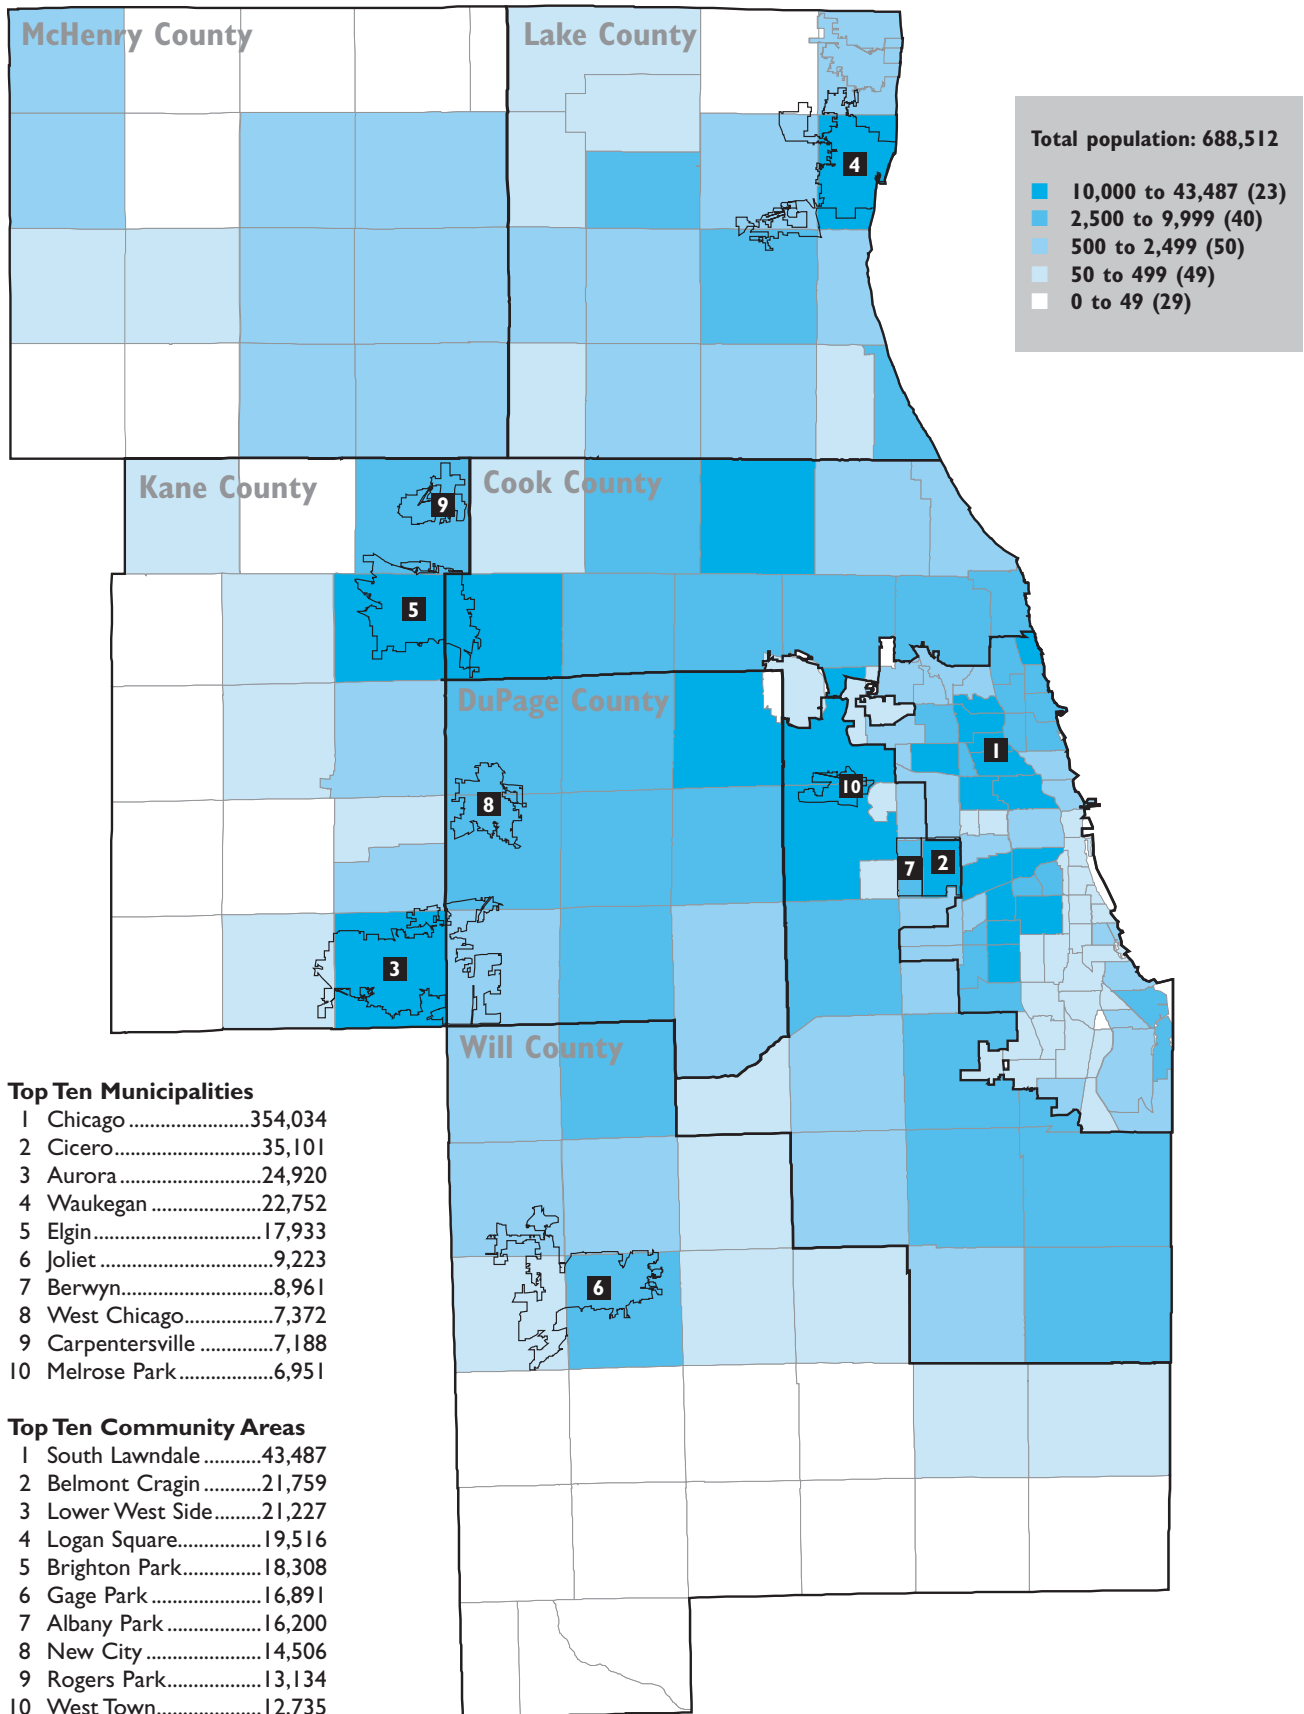 McHenry County
Lake County
Total population: 688,512
10,000 to 43,487 (23)
2,500 to 9,999 (40)
500 to 2,499 (50)
50 to 499 (49)
0 to 49 (29)
4
Kane County
Cook County
9
5
DuPage County
1
10
8
7
2
3
Will County
6
Top Ten Municipalities
1 Chicago ......................354,034
2 Cicero...........................35,101
3 Aurora ..........................24,920
4 Waukegan ....................22,752
5 Elgin...............................17,933
6 Joliet ................................9,223
7 Berwyn............................8,961
8 West Chicago................7,372
9 Carpentersville .............7,188
10 Melrose Park..................6,951
Top Ten Community Areas
1 South Lawndale ...........43,487
2 Belmont Cragin ...........21,759
3 Lower West Side.........21,227
4 Logan Square................19,516
5 Brighton Park...............18,308
6 Gage Park .....................16,891
7 Albany Park ..................16,200
8 New City ......................14,506
9 Rogers Park..................13,134
10 West Town....................12,735